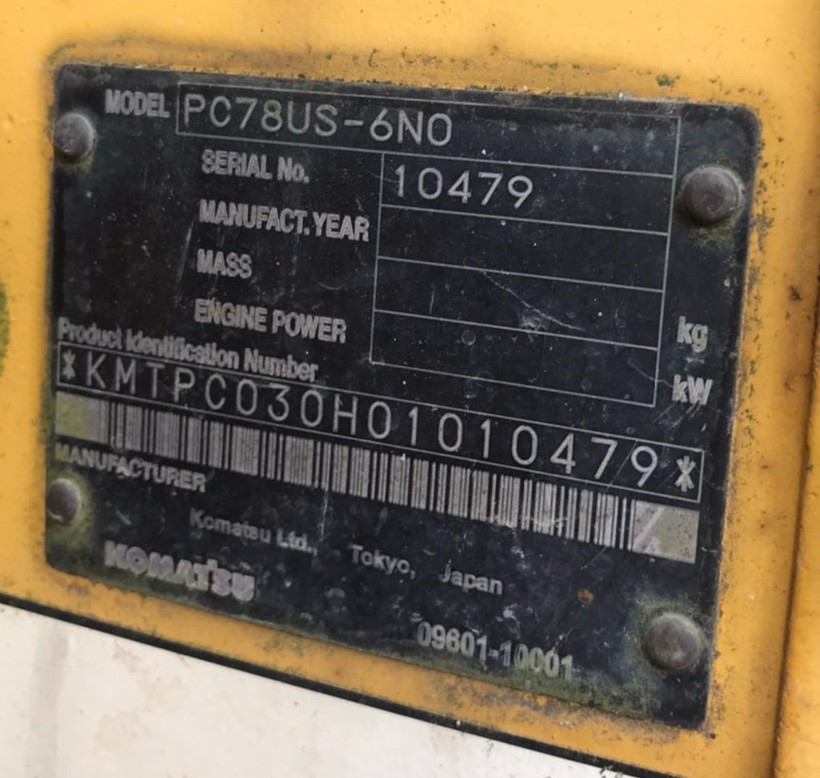 MODEL PC78US-6N0
SERIAL No. 10479
MANUFACT. YEAR
MASS kg
ENGINE POWER kW
Product Identification Number
*KMTPC030H01010479*
MANUFACTURER
Komatsu Ltd., Tokyo, Japan
KOMATSU
09601-10001